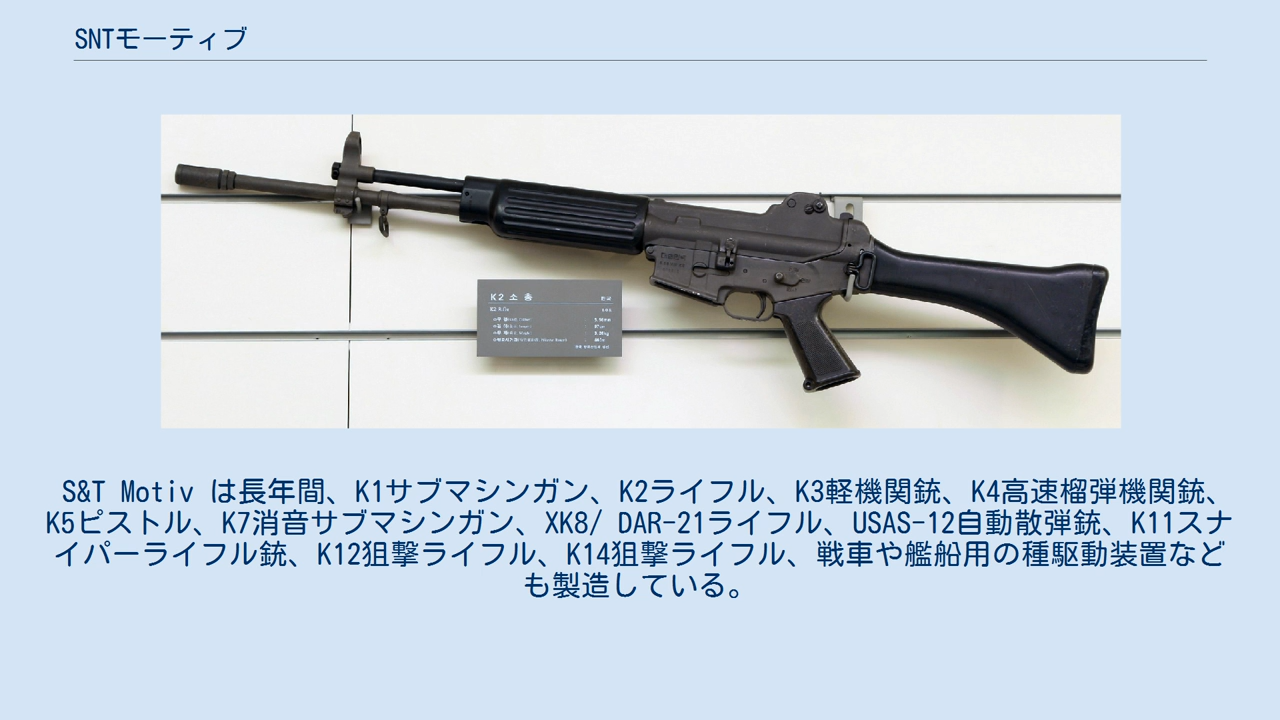 SNTモーティブ
K2 소 총
한국
K2 Rifle
S&T Motiv は長年間、K1サブマシンガン、K2ライフル、K3軽機関銃、K4高速榴弾機関銃、
K5ピストル、K7消音サブマシンガン、XK8/ DAR-21ライフル、USAS-12自動散弾銃、K11スナ
イパーライフル銃、K12狙撃ライフル、K14狙撃ライフル、戦車や艦船用の種駆動装置など
も製造している。